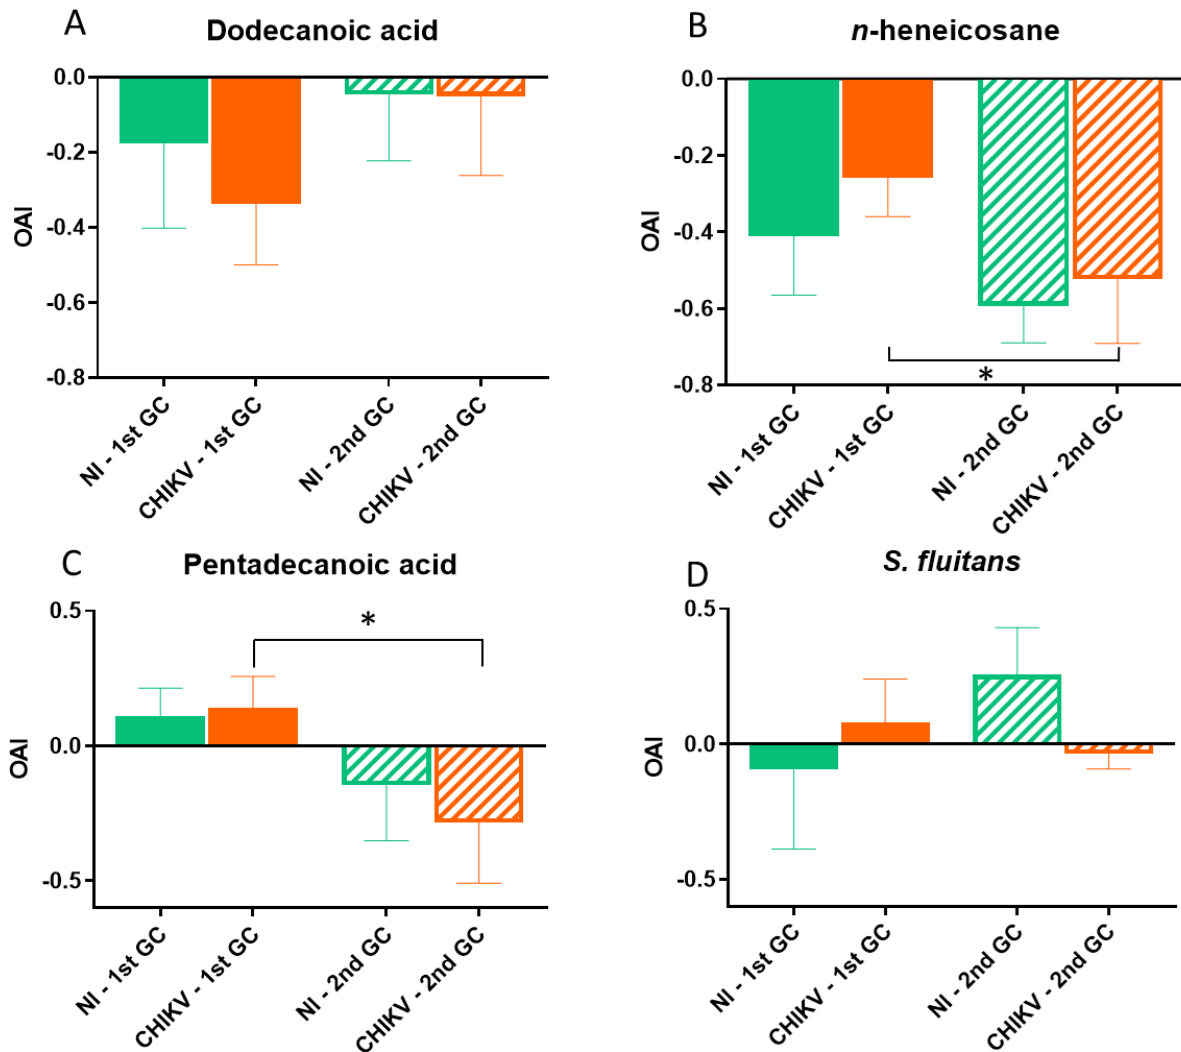 A
Dodecanoic acid
0.0
-0.2
-0.4
-0.6
-0.8
OAI
NI - 1st GC
CHIKV - 1st GC
NI - 2nd GC
CHIKV - 2nd GC
B
n-heneicosane
0.0
-0.2
-0.4
-0.6
-0.8
OAI
*
NI - 1st GC
CHIKV - 1st GC
NI - 2nd GC
CHIKV - 2nd GC
C
Pentadecanoic acid
0.5
0.0
-0.5
OAI
*
NI - 1st GC
CHIKV - 1st GC
NI - 2nd GC
CHIKV - 2nd GC
D
S. fluitans
0.5
0.0
-0.5
OAI
NI - 1st GC
CHIKV - 1st GC
NI - 2nd GC
CHIKV - 2nd GC